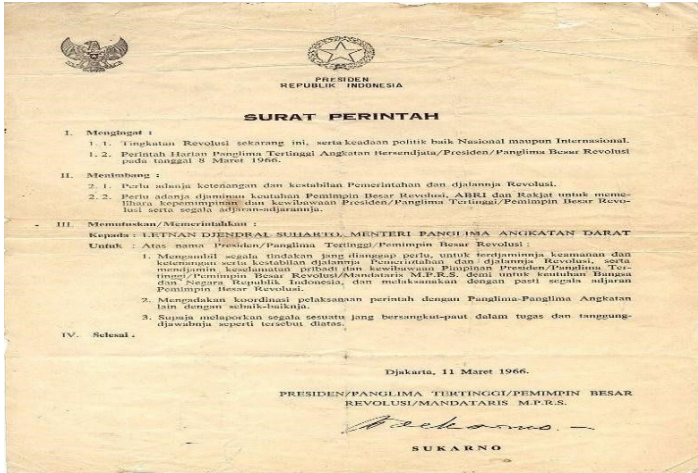 PRESIDEN
REPUBLIK INDONESIA
SURAT PERINTAH
I. Mengingat :
1.1. Tingkatan Revolusi sekarang ini, serta keadaan politik baik Nasional maupun Internasional.
1.2. Perintah Harian Panglima Tertinggi Angkatan Bersendjata/Presiden/Panglima Besar Revolusi
pada tanggal 8 Maret 1966.
II. Menimbang :
2.1. Perlu adanja ketenangan dan kestabilan Pemerintahan dan djalannja Revolusi.
2.2. Perlu adanja djaminan keutuhan Pemimpin Besar Revolusi, ABRI dan Rakjat untuk meme-
lihara kepemimpinan dan kewibawaan Presiden/Panglima Tertinggi/Pemimpin Besar Revo-
lusi serta segala adjaran-adjarannja.
III. Memutuskan/Memerintahkan :
Kepada : LETNAN DJENDRAL SUHARTO, MENTERI PANGLIMA ANGKATAN DARAT
Untuk : Atas nama Presiden/Panglima Tertinggi/Pemimpin Besar Revolusi :
1. Mengambil segala tindakan jang dianggap perlu, untuk terdjaminnja keamanan dan
ketenangan serta kestabilan djalannja Pemerintahan dan djalannja Revolusi, serta
mendjamin keselamatan pribadi dan kewibawaan Pimpinan Presiden/Panglima Ter-
tinggi/Pemimpin Besar Revolusi/Mandataris M.P.R.S. demi untuk keutuhan Bangsa
dan Negara Republik Indonesia, dan melaksanakan dengan pasti segala adjaran
Pemimpin Besar Revolusi.
2. Mengadakan koordinasi pelaksanaan perintah dengan Panglima-Panglima Angkatan
lain dengan sebaik-baiknja.
3. Supaja melaporkan segala sesuatu jang bersangkut-paut dalam tugas dan tanggung-
djawabnja seperti tersebut diatas.
IV. Selesai.
Djakarta, 11 Maret 1966.
PRESIDEN/PANGLIMA TERTINGGI/PEMIMPIN BESAR
REVOLUSI/MANDATARIS M.P.R.S.
Soekarno
SUKARNO